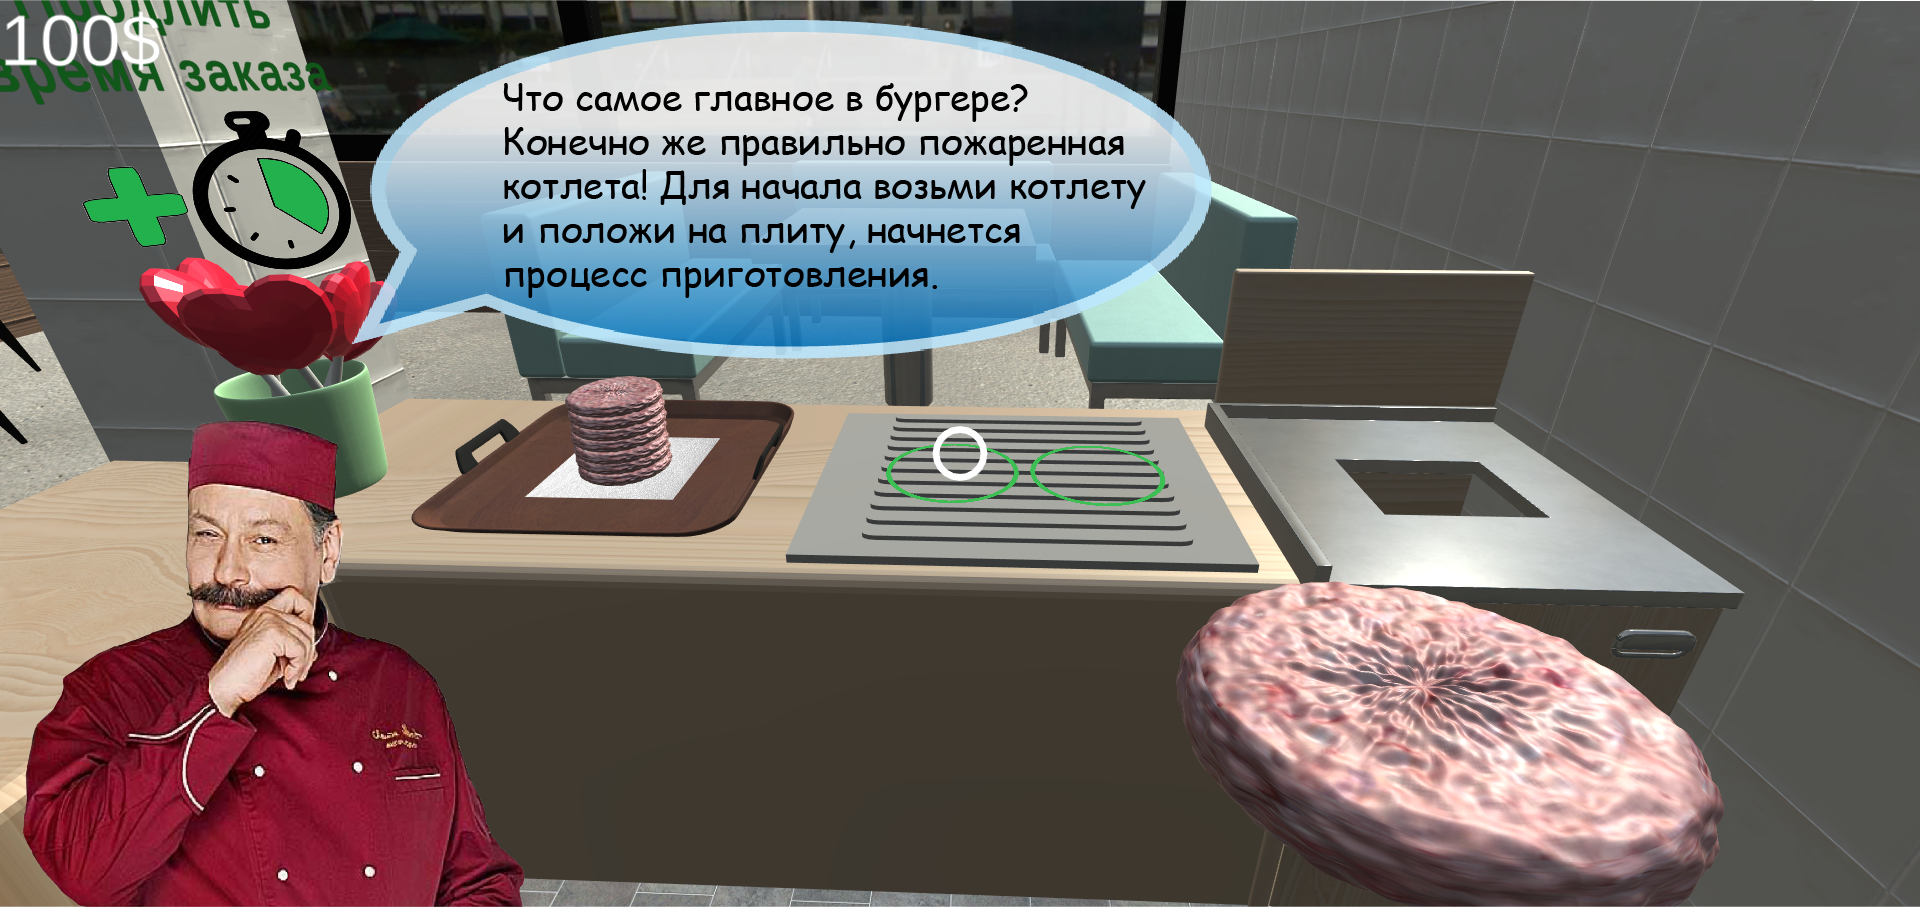 Продлить
100$
время заказа
Что самое главное в бургере?
Конечно же правильно пожаренная
котлета! Для начала возьми котлету
и положи на плиту, начнется
процесс приготовления.